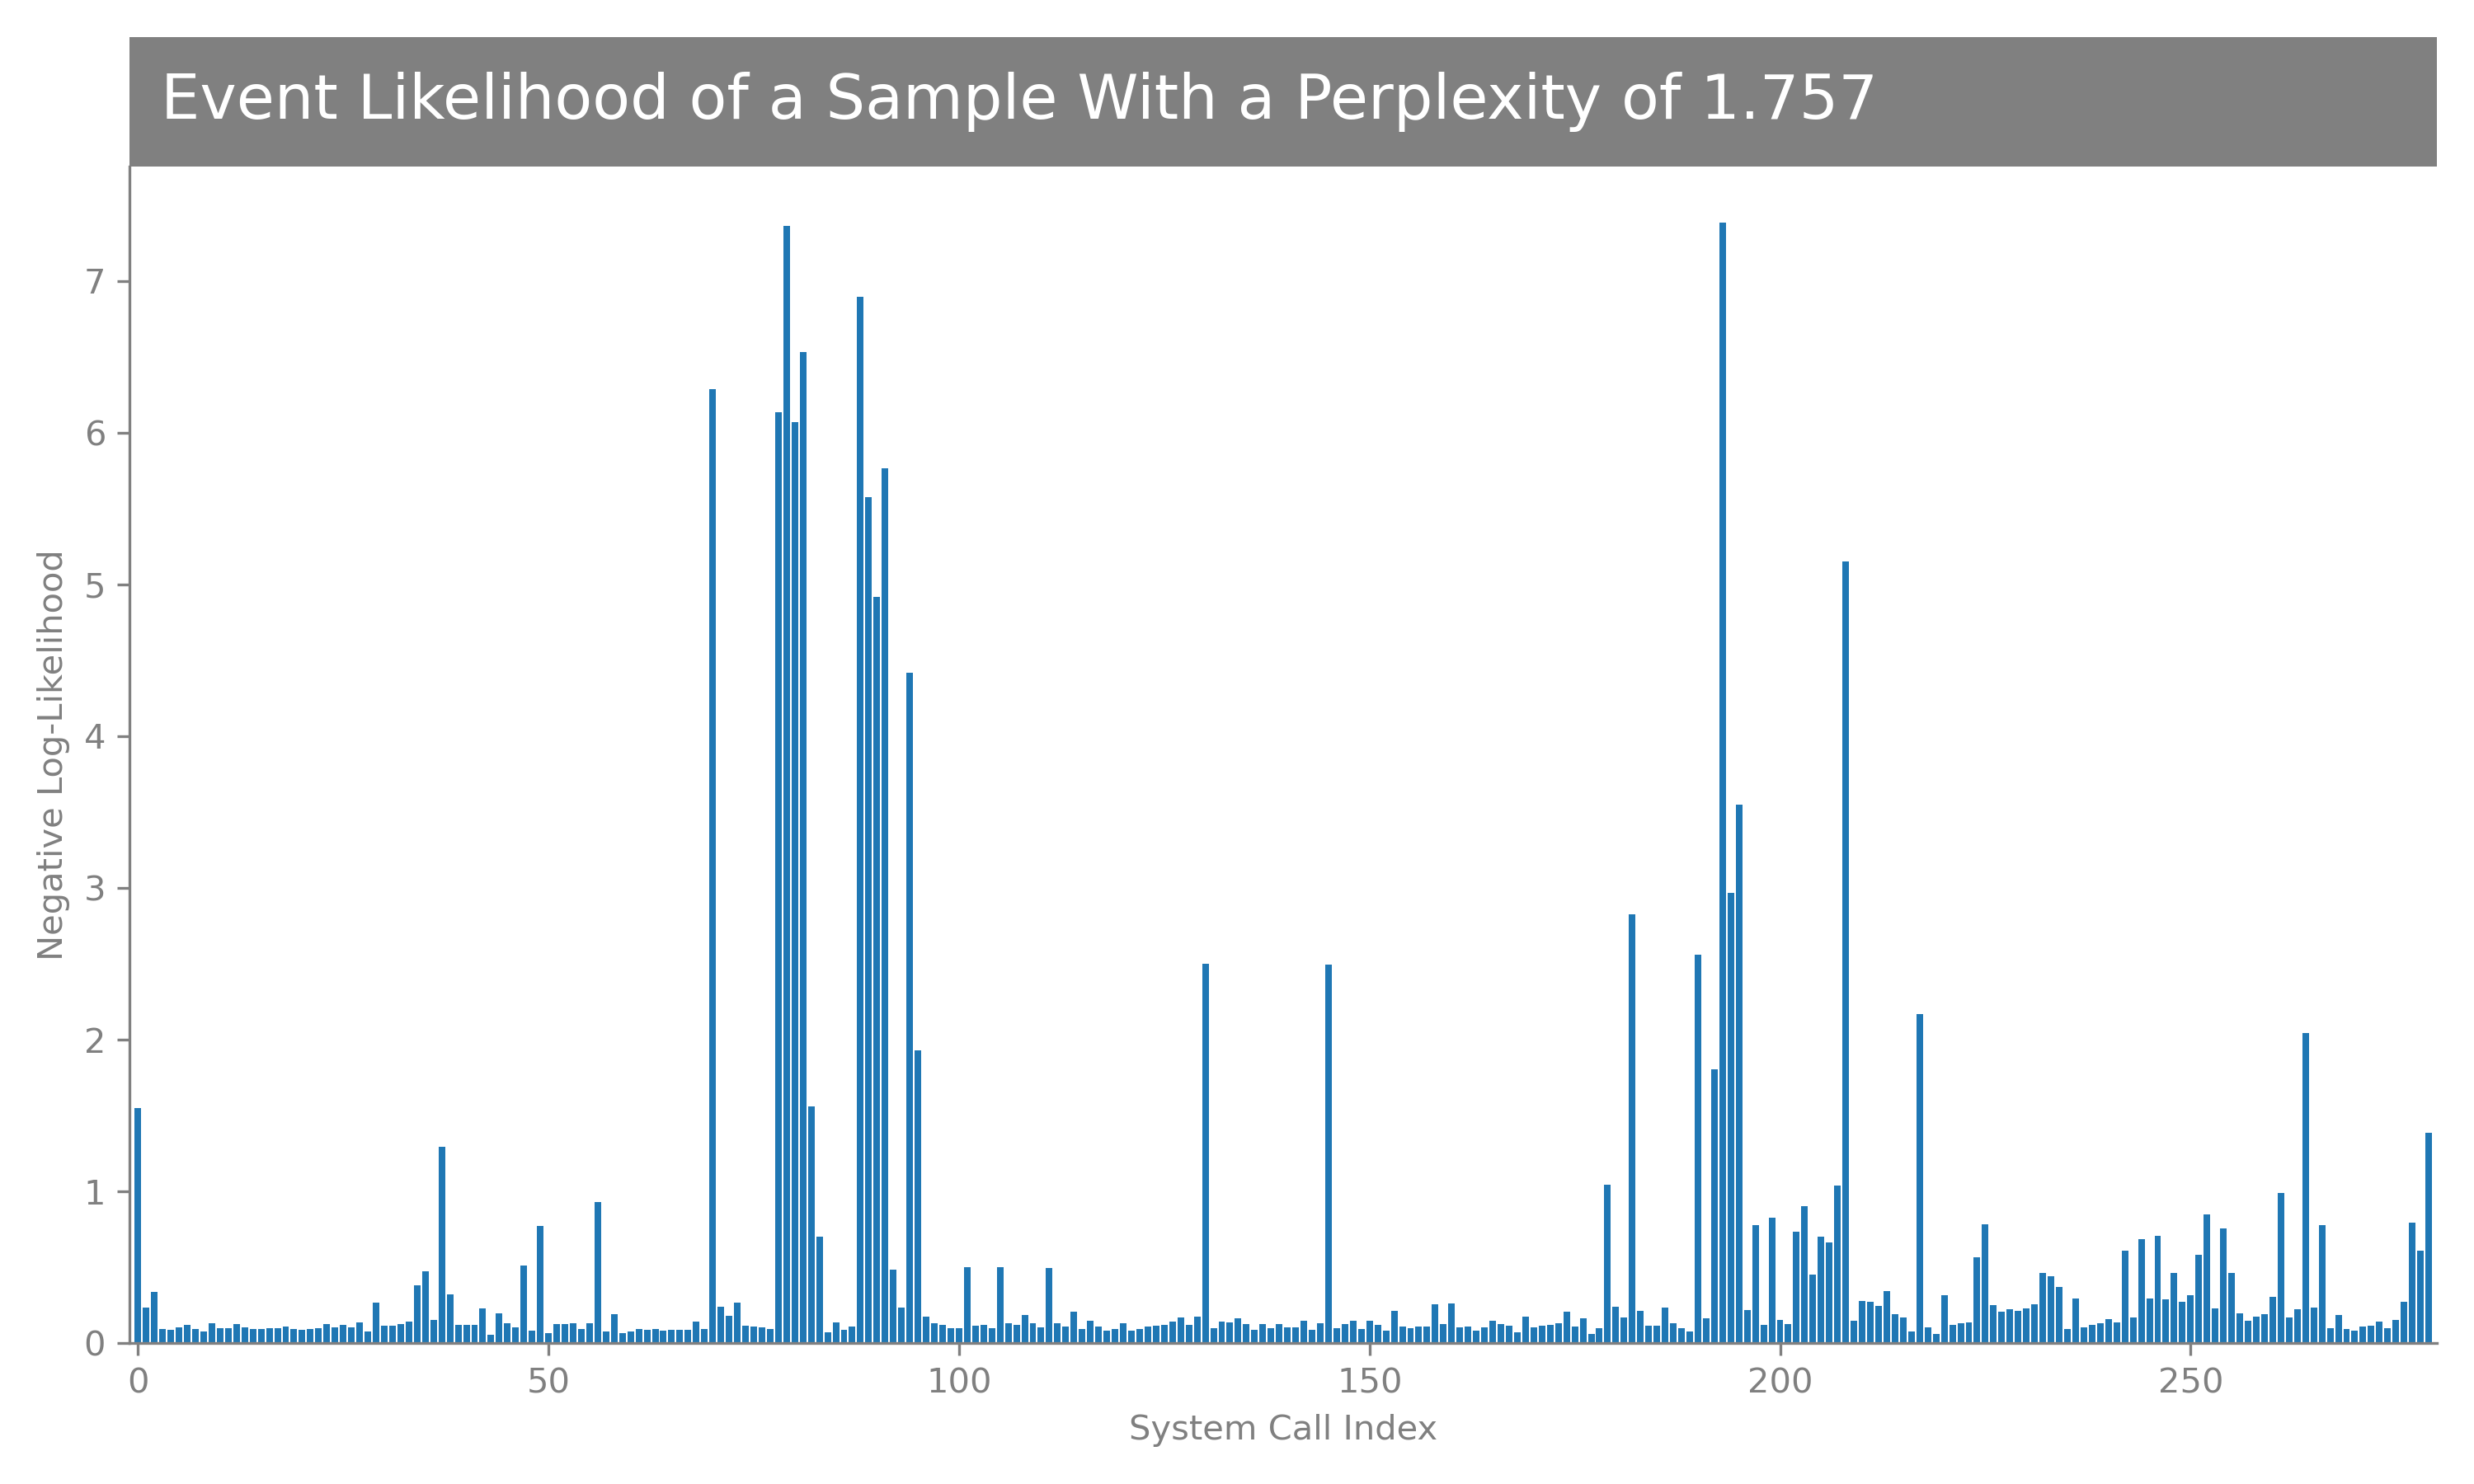 Event Likelihood of a Sample With a Perplexity of 1.757
Negative Log-Likelihood
7
6
5
4
3
2
1
0
0 50 100 150 200 250
System Call Index